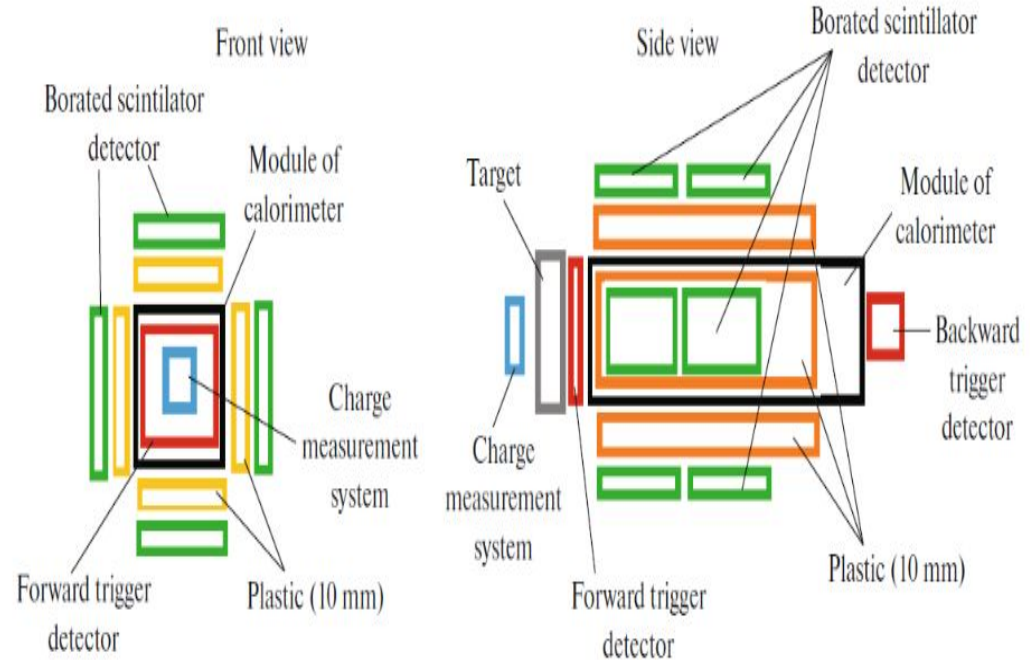 Front view
Borated scintilator
detector
Module of
calorimeter
Charge
measurement
system
Forward trigger
detector
Plastic (10 mm)
Side view
Borated scintillator
detector
Target
Module of
calorimeter
Backward
trigger
detector
Charge
measurement
system
Forward trigger
detector
Plastic (10 mm)